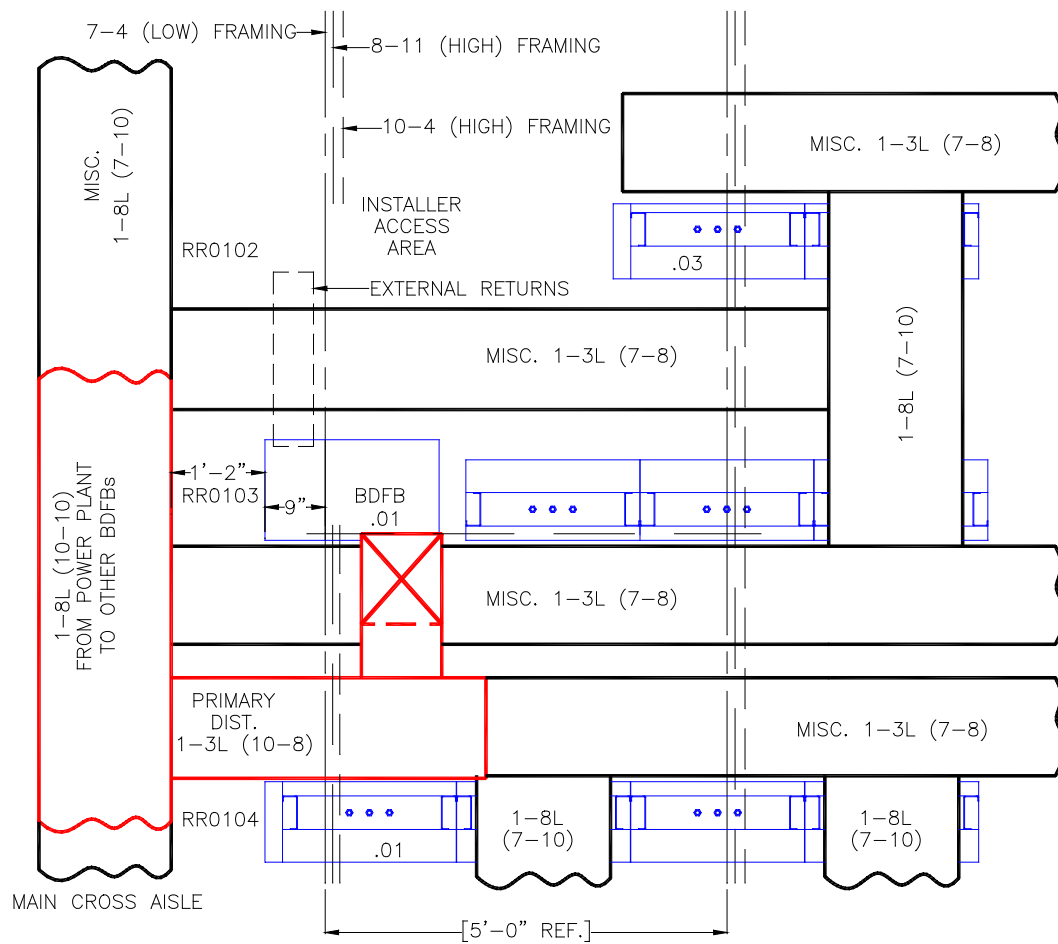 7-4 (LOW) FRAMING
8-11 (HIGH) FRAMING
10-4 (HIGH) FRAMING
MISC. 1-3L (7-8)
MISC.
1-8L (7-10)
INSTALLER
ACCESS
AREA
RR0102
.03
EXTERNAL RETURNS
MISC. 1-3L (7-8)
1-8L (7-10)
1'-2"
RR0103
9"
BDFB
.01
1-8L (10-10)
FROM POWER PLANT
TO OTHER BDFBs
MISC. 1-3L (7-8)
PRIMARY
DIST.
1-3L (10-8)
MISC. 1-3L (7-8)
RR0104
.01
1-8L
(7-10)
1-8L
(7-10)
MAIN CROSS AISLE
[5'-0" REF.]